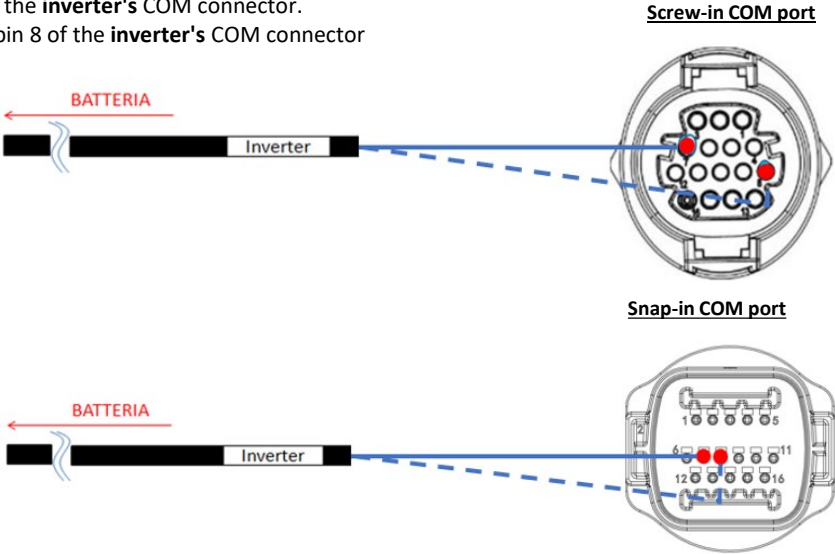 the inverter's COM connector.
pin 8 of the inverter's COM connector
Screw-in COM port
BATTERIA
Inverter
Snap-in COM port
BATTERIA
Inverter
1 5
2
6 11
12 16